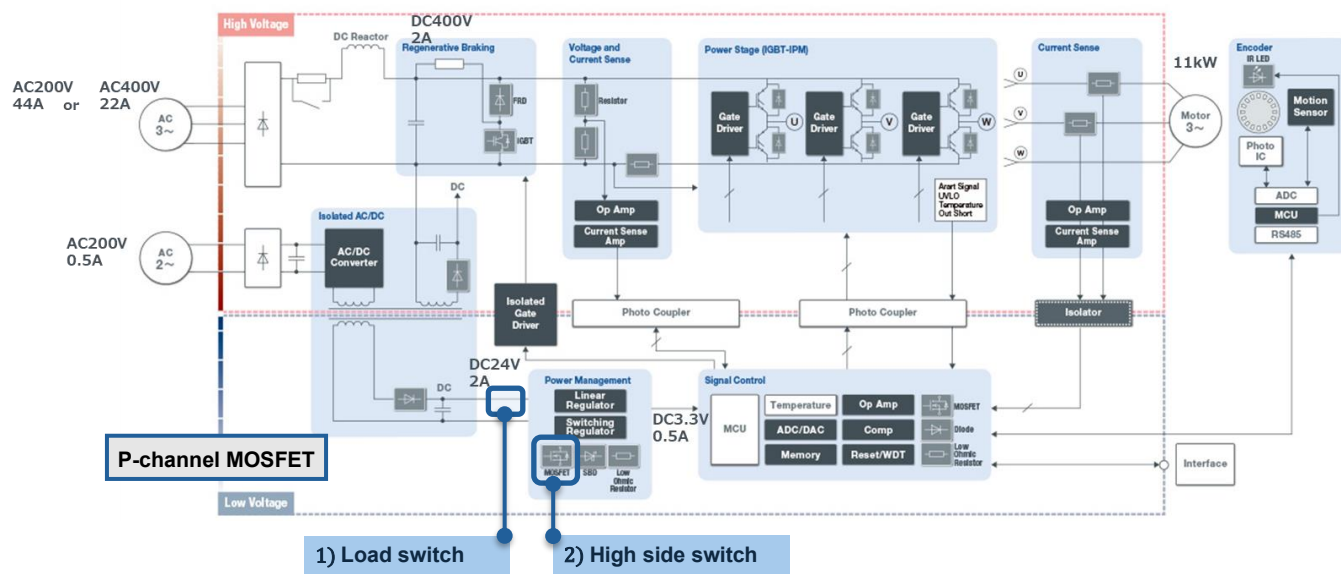 High Voltage
DC400V
2A
DC Reactor
Regenerative Braking
FRD
IGBT
Voltage and
Current Sense
Resistor
Op Amp
Current Sense
Amp
Power Stage (IGBT-IPM)
Gate
Driver
U
Gate
Driver
V
Gate
Driver
W
Arart Signal
UVLO
Temperature
Out Short
Current Sense
U
V
W
Op Amp
Current Sense
Amp
11kW
Motor
3~
Encoder
IR LED
Motion
Sensor
Photo
IC
ADC
MCU
RS485
AC200V or AC400V
44A 22A
AC
3~
AC200V
0.5A
AC
2~
Isolated AC/DC
AC/DC
Converter
DC
Isolated
Gate
Driver
Photo Coupler
Photo Coupler
Isolator
DC
DC24V
2A
Power Management
Linear
Regulator
Switching
Regulator
MOSFET
SBD
Low
Ohmic
Resistor
DC3.3V
0.5A
Signal Control
MCU
Temperature
Op Amp
MOSFET
ADC/DAC
Comp
Diode
Memory
Reset/WDT
Low
Ohmic
Resistor
Interface
P-channel MOSFET
Low Voltage
1) Load switch
2) High side switch